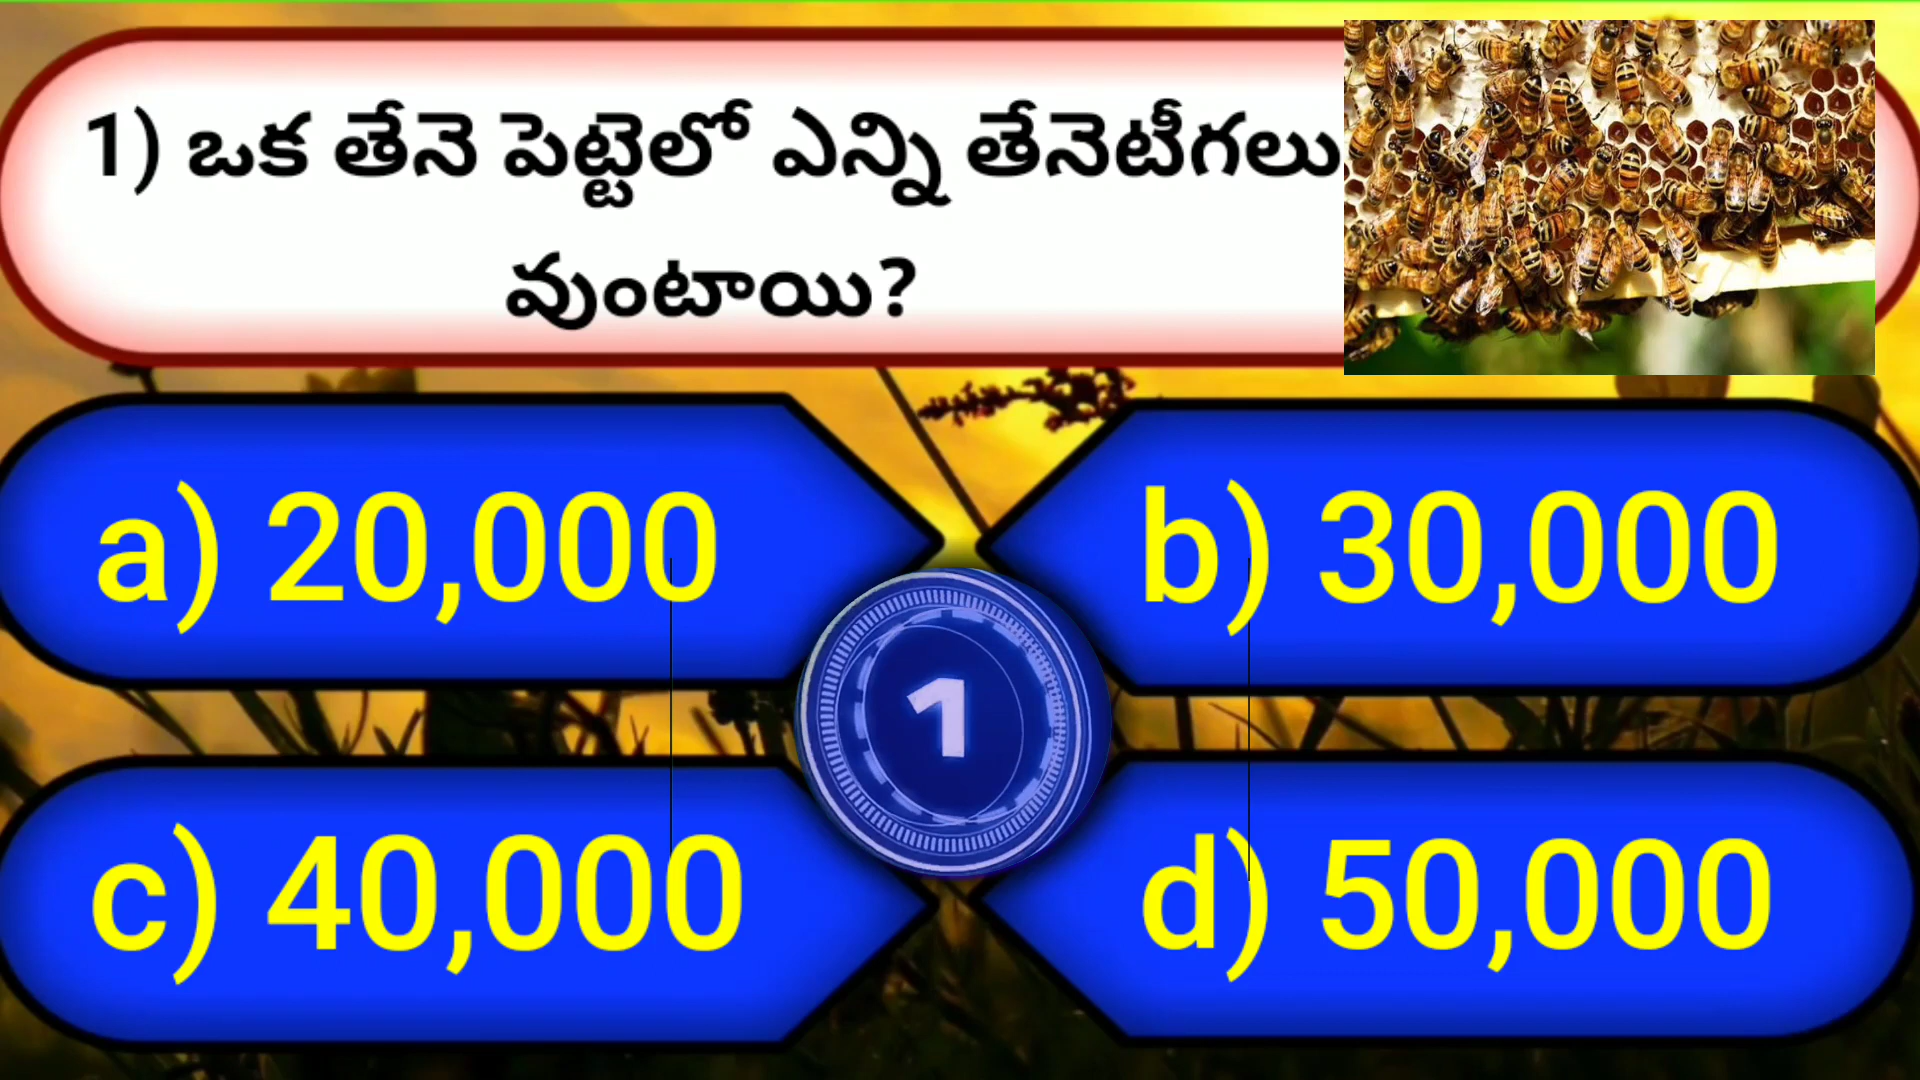 1) ఒక తేనె పెట్టెలో ఎన్ని తేనెటీగలు
వుంటాయి?
a) 20,000
b) 30,000
1
c) 40,000
d) 50,000